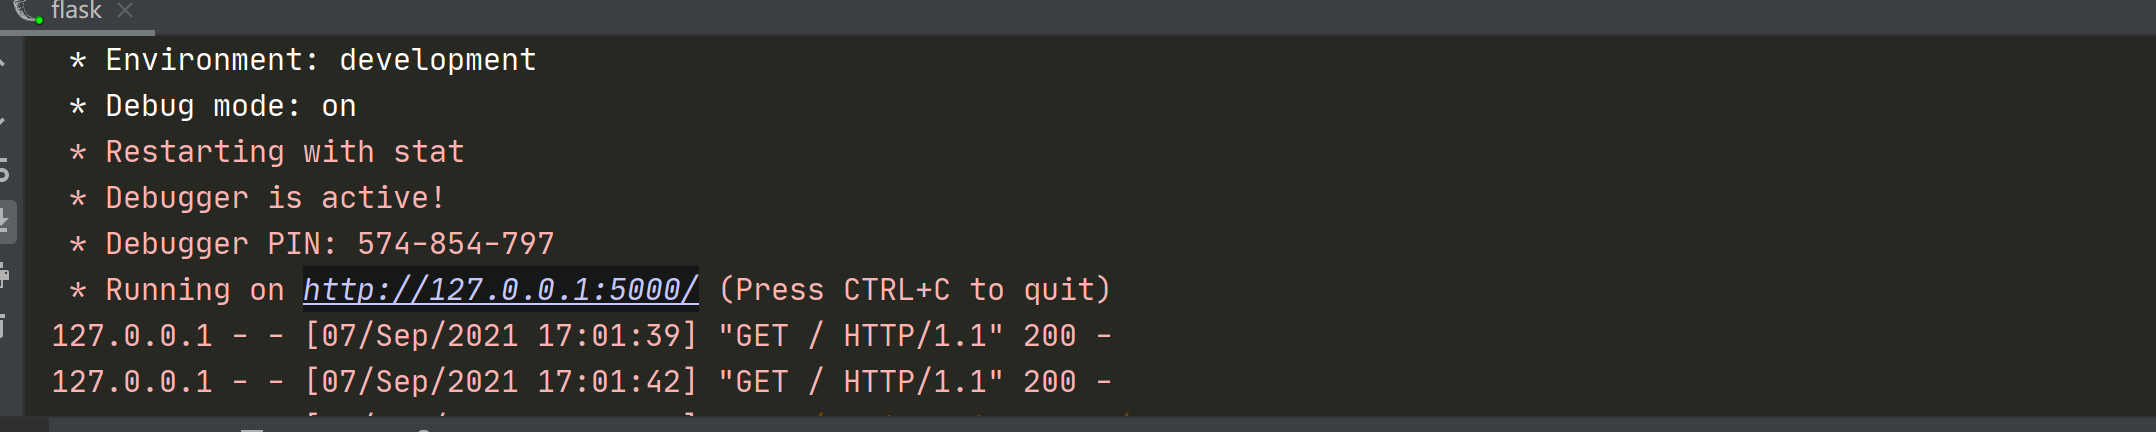 flask
* Environment: development
* Debug mode: on
* Restarting with stat
* Debugger is active!
* Debugger PIN: 574-854-797
* Running on http://127.0.0.1:5000/ (Press CTRL+C to quit)
127.0.0.1 - - [07/Sep/2021 17:01:39] "GET / HTTP/1.1" 200 -
127.0.0.1 - - [07/Sep/2021 17:01:42] "GET / HTTP/1.1" 200 -